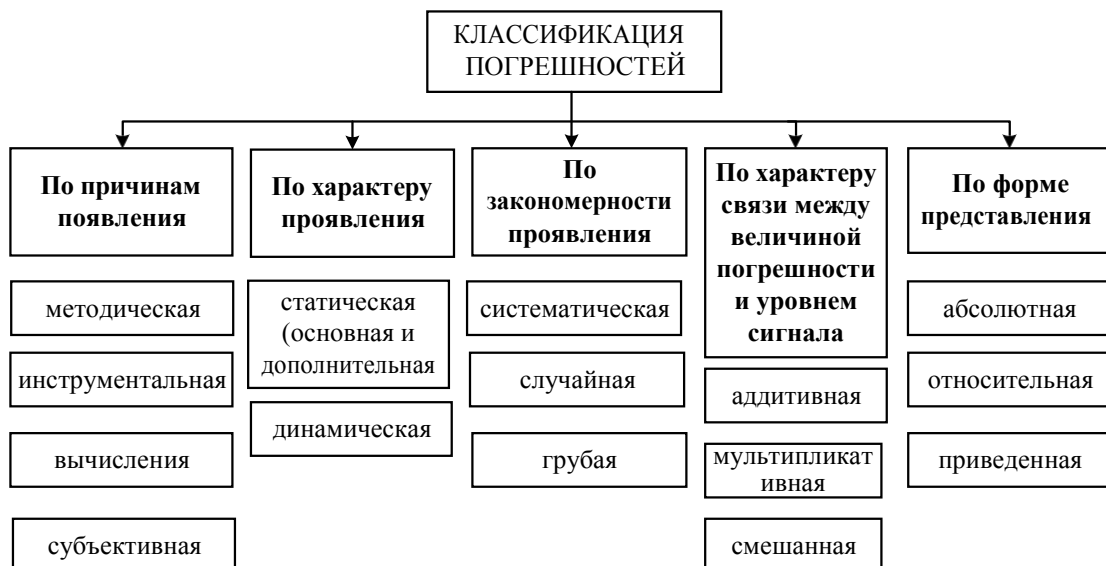 КЛАССИФИКАЦИЯ
ПОГРЕШНОСТЕЙ
По причинам
появления
методическая
инструментальная
вычисления
субъективная
По характеру
проявления
статическая
(основная и
дополнительная
динамическая
По
закономерности
проявления
систематическая
случайная
грубая
По характеру
связи между
величиной
погрешности
и уровнем
сигнала
аддитивная
мультипликат
ивная
смешанная
По форме
представления
абсолютная
относительная
приведенная